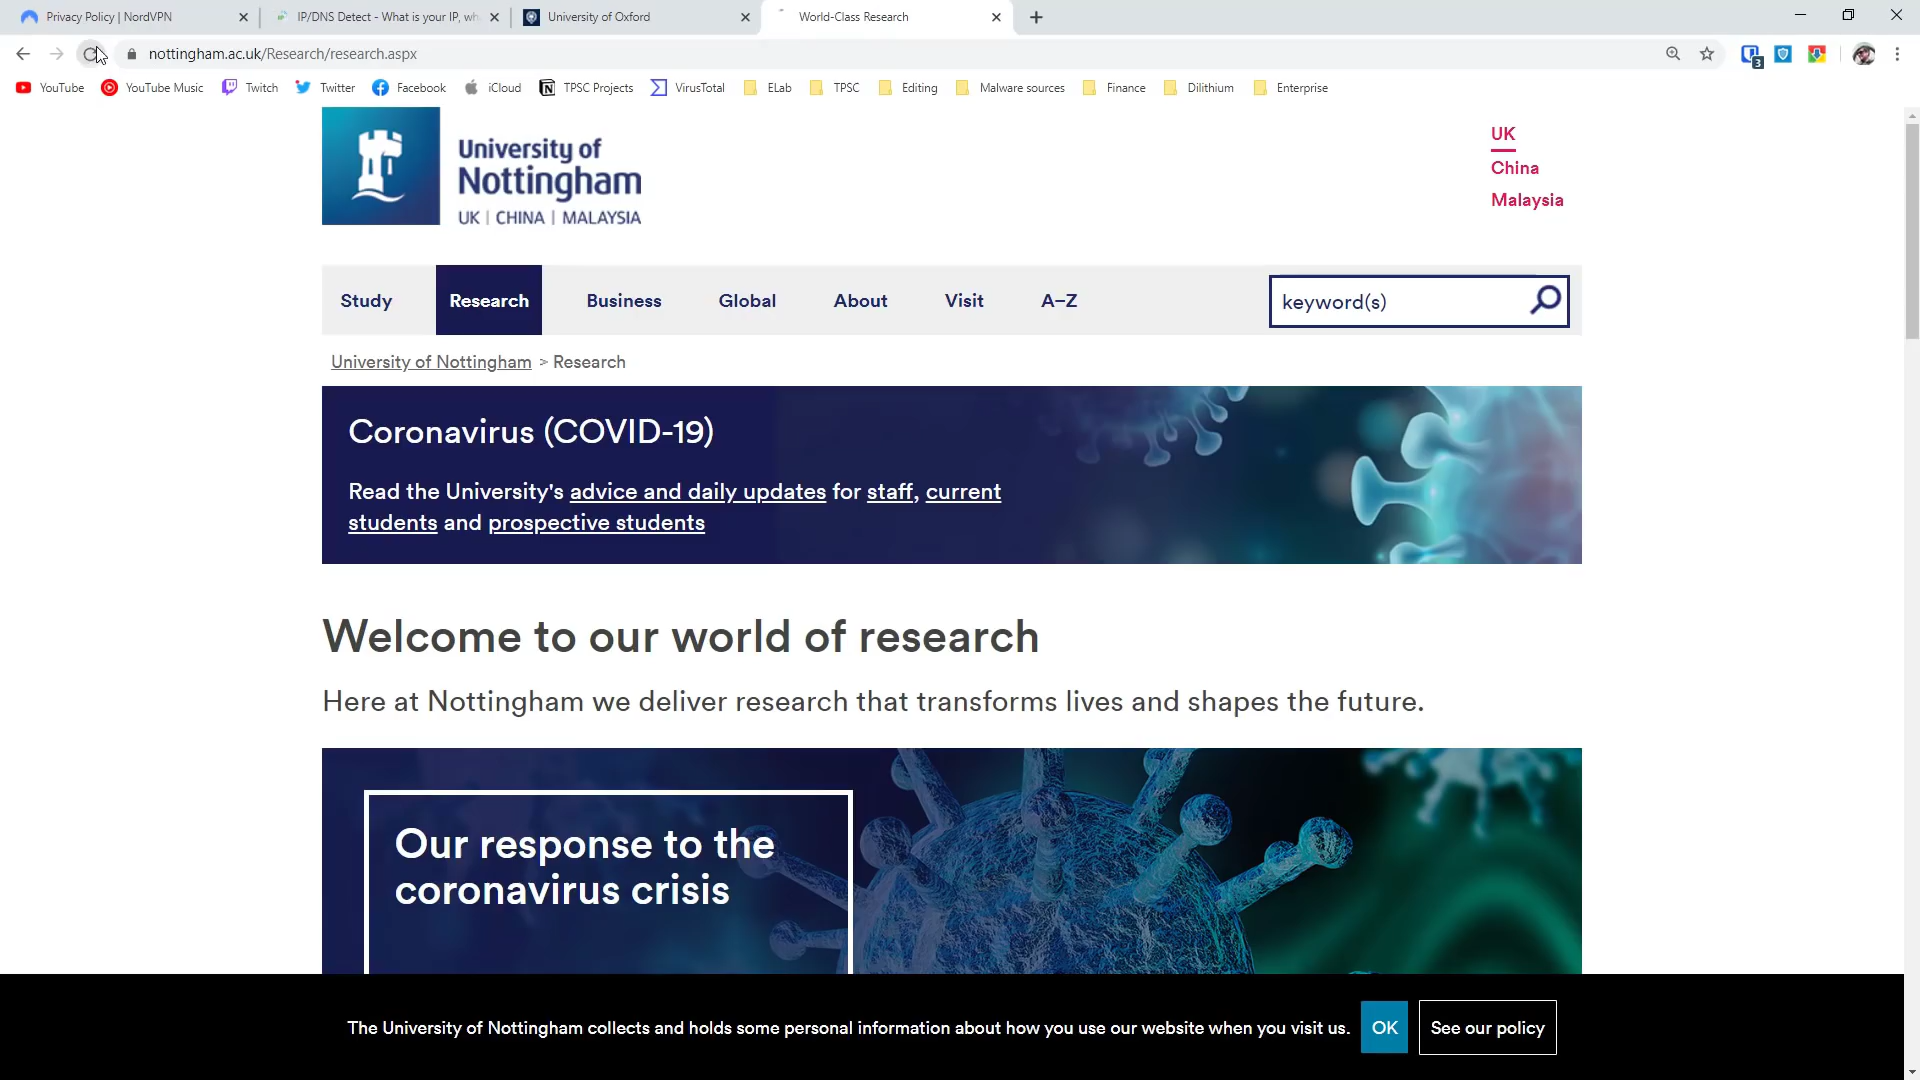 Privacy Policy | NordVPN
IP/DNS Detect - What is your IP, wh
University of Oxford
World-Class Research
nottingham.ac.uk/Research/research.aspx
3
YouTube
YouTube Music
Twitch
Twitter
Facebook
iCloud
TPSC Projects
VirusTotal
ELab
TPSC
Editing
Malware sources
Finance
Dilithium
Enterprise
University of
Nottingham
UK | CHINA | MALAYSIA
UK
China
Malaysia
Study
Research
Business
Global
About
Visit
A–Z
keyword(s)
University of Nottingham > Research
Coronavirus (COVID-19)
Read the University's advice and daily updates for staff, current
students and prospective students
Welcome to our world of research
Here at Nottingham we deliver research that transforms lives and shapes the future.
Our response to the
coronavirus crisis
The University of Nottingham collects and holds some personal information about how you use our website when you visit us.
OK
See our policy